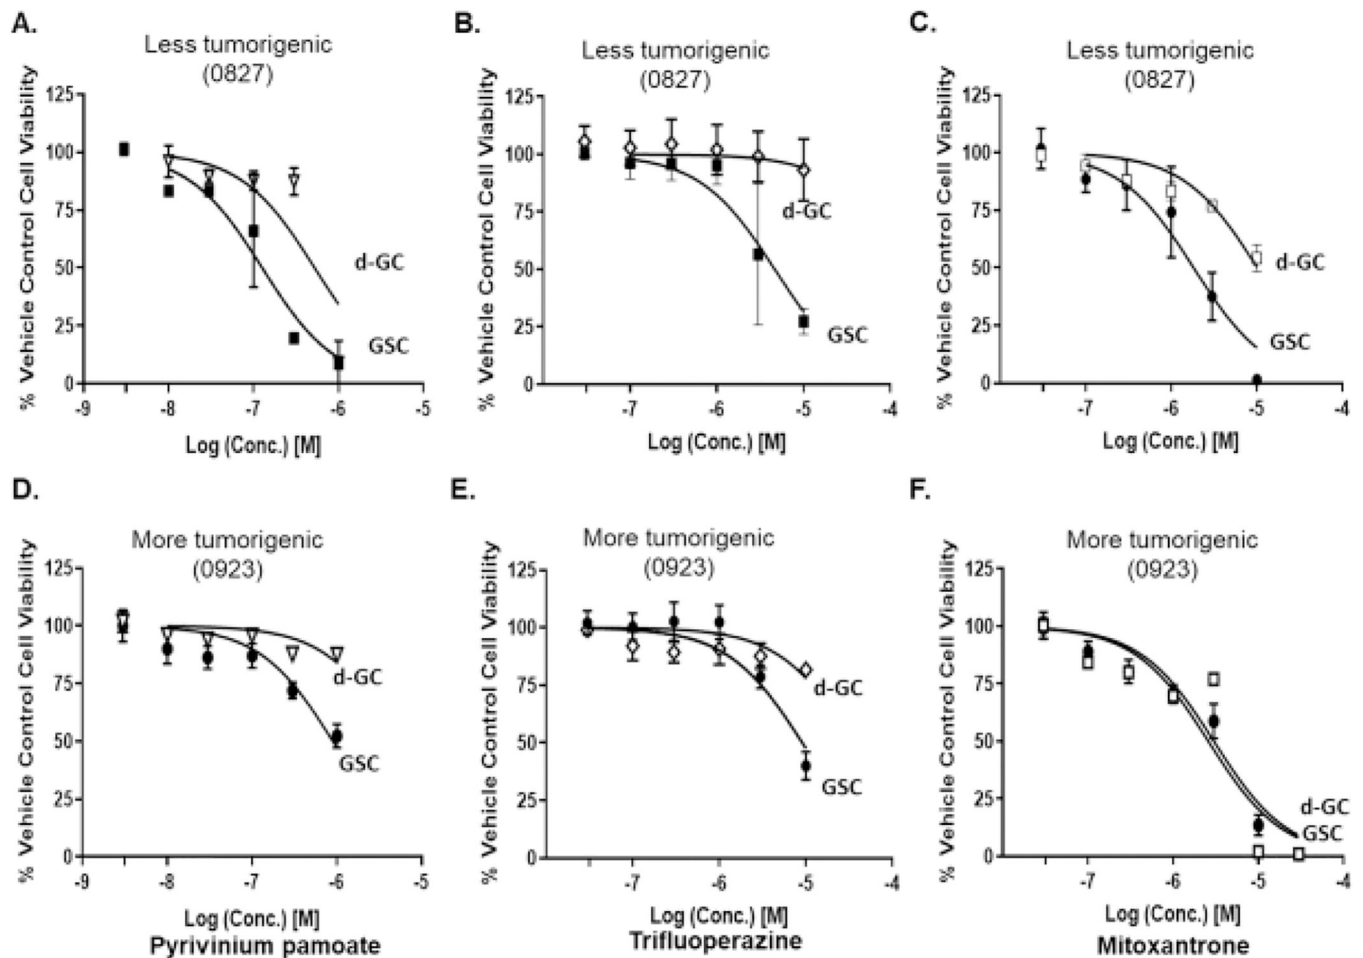 A.
Less tumorigenic
(0827)
% Vehicle Control Cell Viability
125
100
75
50
25
0
d-GC
GSC
-9
-8
-7
-6
-5
Log (Conc.) [M]
B.
Less tumorigenic
(0827)
% Vehicle Control Cell Viability
125
100
75
50
25
0
d-GC
GSC
-7
-6
-5
-4
Log (Conc.) [M]
C.
Less tumorigenic
(0827)
% Vehicle Control Cell Viability
125
100
75
50
25
0
d-GC
GSC
-7
-6
-5
-4
Log (Conc.) [M]
D.
More tumorigenic
(0923)
% Vehicle Control Cell Viability
125
100
75
50
25
0
d-GC
GSC
-9
-8
-7
-6
-5
Log (Conc.) [M]
Pyrivinium pamoate
E.
More tumorigenic
(0923)
% Vehicle Control Cell Viability
125
100
75
50
25
0
d-GC
GSC
-7
-6
-5
-4
Log (Conc.) [M]
Trifluoperazine
F.
More tumorigenic
(0923)
% Vehicle Control Cell Viability
125
100
75
50
25
0
d-GC
GSC
-7
-6
-5
-4
Log (Conc.) [M]
Mitoxantrone